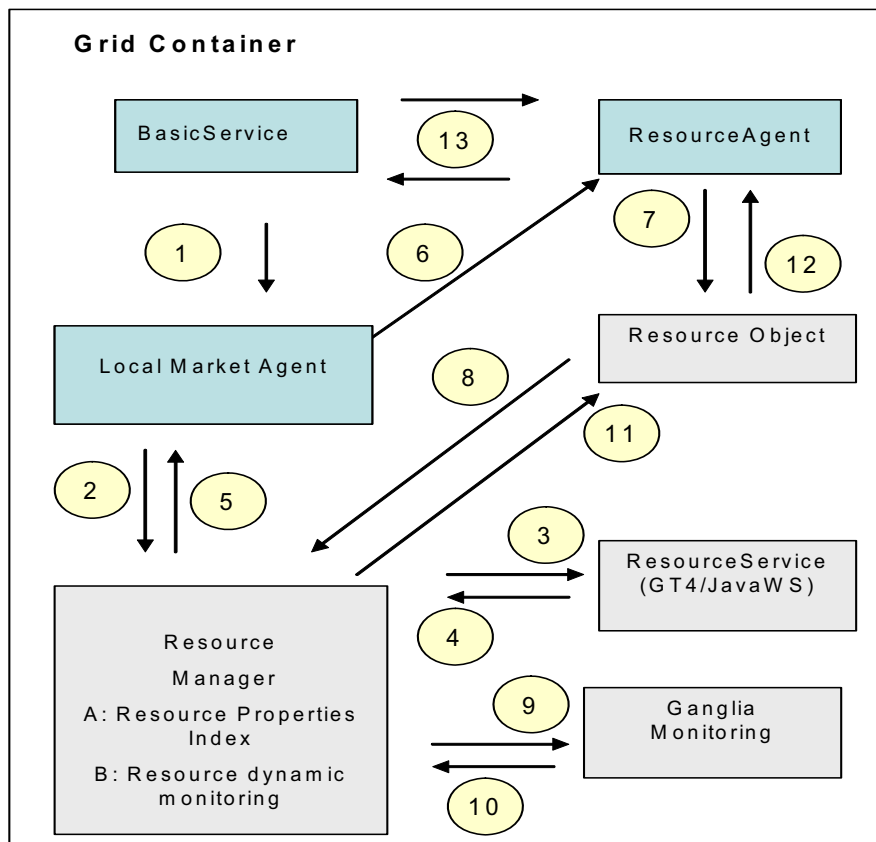 Grid Container
BasicService
13
ResourceAgent
1
6
7
12
Local Market Agent
8
Resource Object
11
2
5
3
ResourceService
(GT4/JavaWS)
4
Resource
Manager
A: Resource Properties
Index
B: Resource dynamic
monitoring
9
Ganglia
Monitoring
10